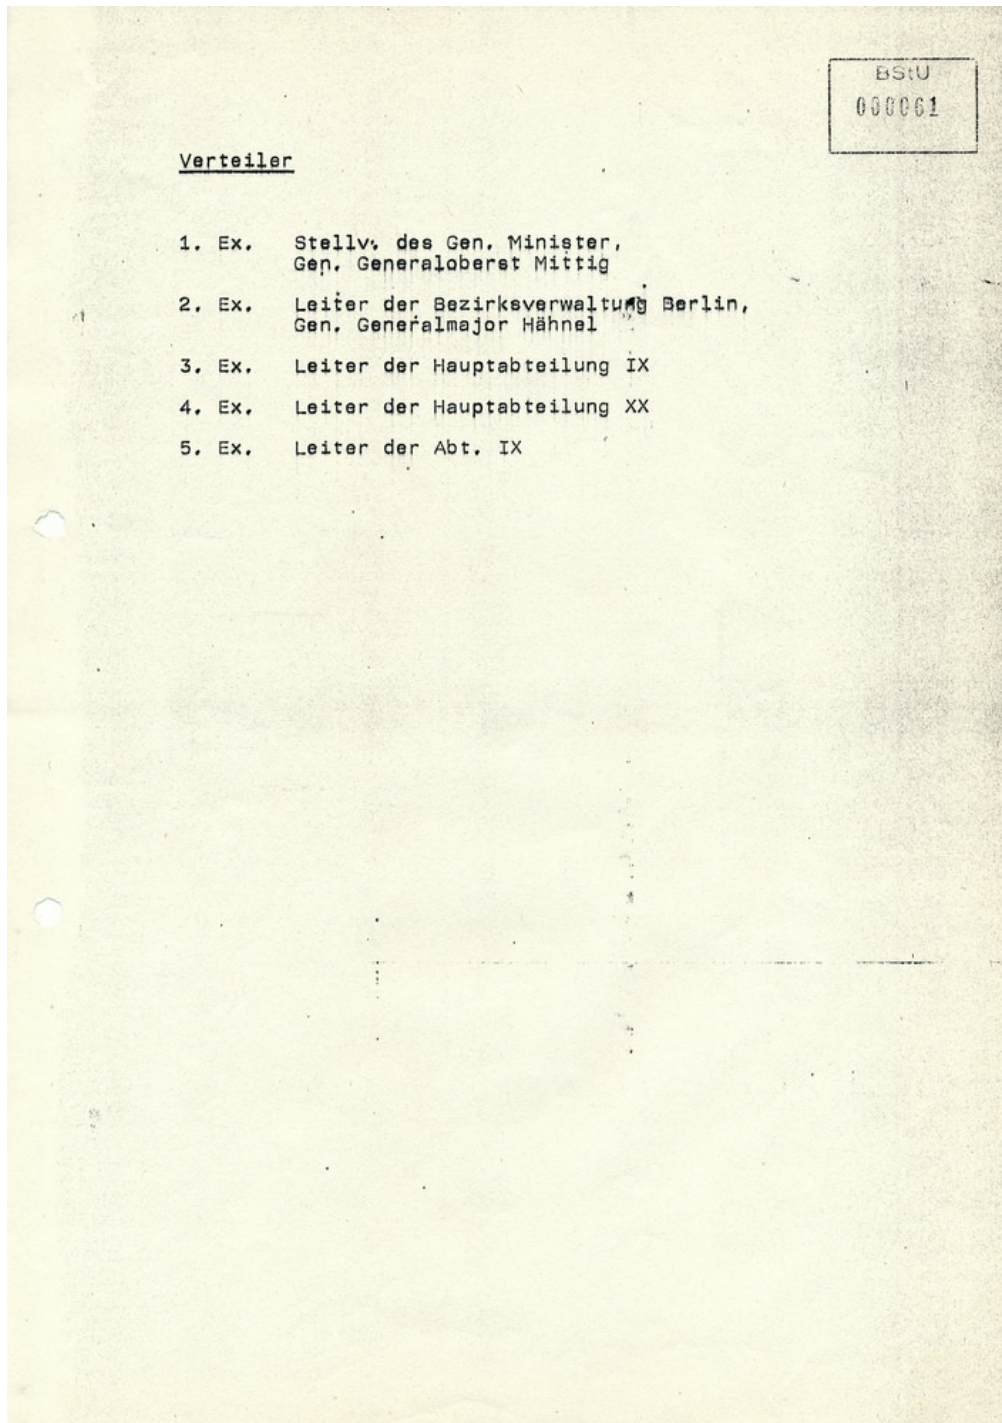 BStU
000061
Verteiler
1. Ex. Stellv. des Gen. Minister,
Gen. Generaloberst Mittig
2. Ex. Leiter der Bezirksverwaltung Berlin,
Gen. Generalmajor Hähnel
3. Ex. Leiter der Hauptabteilung IX
4. Ex. Leiter der Hauptabteilung XX
5. Ex. Leiter der Abt. IX